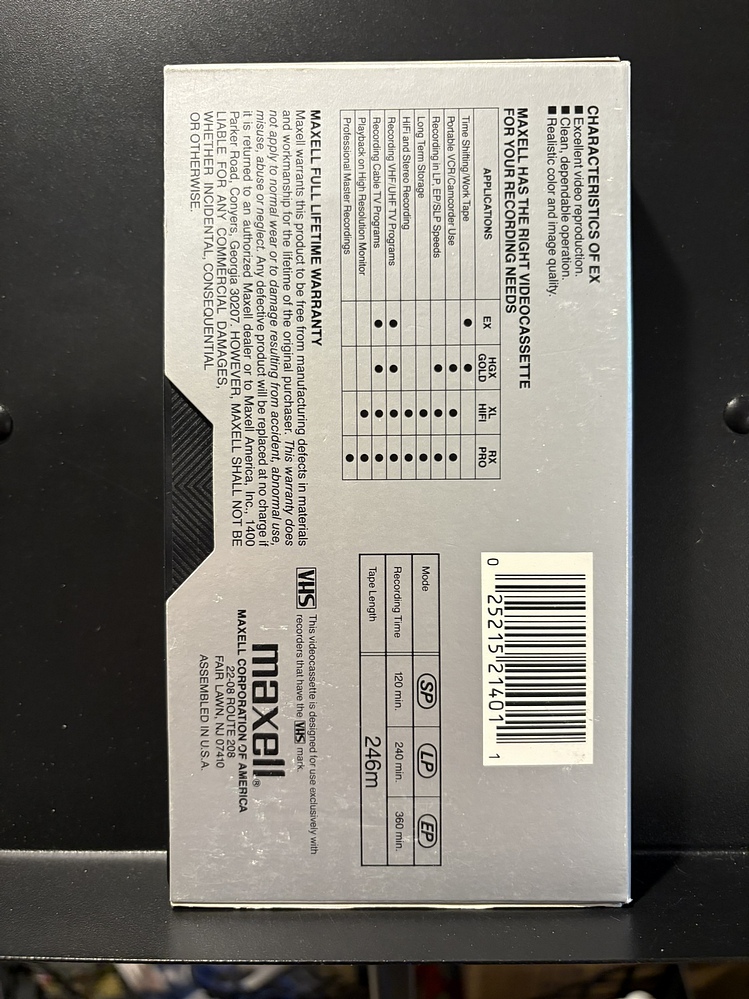 CHARACTERISTICS OF EX
■ Excellent video reproduction.
■ Clean, dependable operation.
■ Realistic color and image quality.
MAXELL HAS THE RIGHT VIDEOCASSETTE
FOR YOUR RECORDING NEEDS
APPLICATIONS EX HGX GOLD XL HIFI RX PRO
Time Shifting/Work Tape ● ●
Portable VCR/Camcorder Use ● ● ●
Recording in LP, EP/SLP Speeds ● ● ●
Long Term Storage ● ●
HiFi and Stereo Recording ● ●
Recording VHF/UHF TV Programs ● ● ● ●
Recording Cable TV Programs ● ● ● ●
Playback on High Resolution Monitor ● ●
Professional Master Recordings ●
MAXELL FULL LIFETIME WARRANTY
Maxell warrants this product to be free from manufacturing defects in materials
and workmanship for the lifetime of the original purchaser. This warranty does
not apply to normal wear or to damage resulting from accident, abnormal use,
misuse, abuse or neglect. Any defective product will be replaced at no charge if
it is returned to an authorized Maxell dealer or to Maxell America, Inc., 1400
Parker Road, Conyers, Georgia 30207. HOWEVER, MAXELL SHALL NOT BE
LIABLE FOR ANY COMMERCIAL DAMAGES,
WHETHER INCIDENTAL, CONSEQUENTIAL
OR OTHERWISE.
0 25215 21401 1
Mode SP LP EP
Recording Time 120 min. 240 min. 360 min.
Tape Length 246m
VHS This videocassette is designed for use exclusively with
recorders that have the VHS mark.
maxell®
MAXELL CORPORATION OF AMERICA
22-08 ROUTE 208
FAIR LAWN, NJ 07410
ASSEMBLED IN U.S.A.